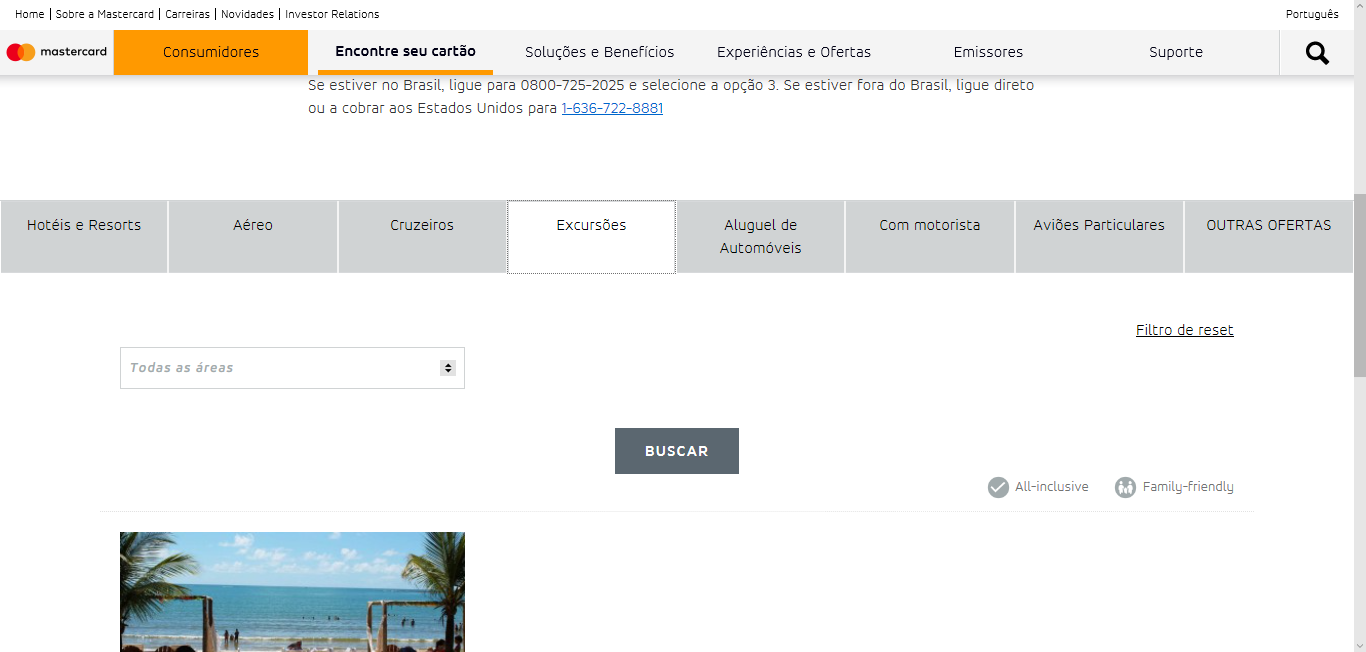 Home | Sobre a Mastercard | Carreiras | Novidades | Investor Relations
Português
mastercard
Consumidores
Encontre seu cartão
Soluções e Benefícios
Experiências e Ofertas
Emissores
Suporte
Se estiver no Brasil, ligue para 0800-725-2025 e selecione a opção 3. Se estiver fora do Brasil, ligue direto
ou a cobrar aos Estados Unidos para 1-636-722-8881
Hotéis e Resorts
Aéreo
Cruzeiros
Excursões
Aluguel de
Automóveis
Com motorista
Aviões Particulares
OUTRAS OFERTAS
Filtro de reset
Todas as áreas
BUSCAR
All-inclusive
Family-friendly